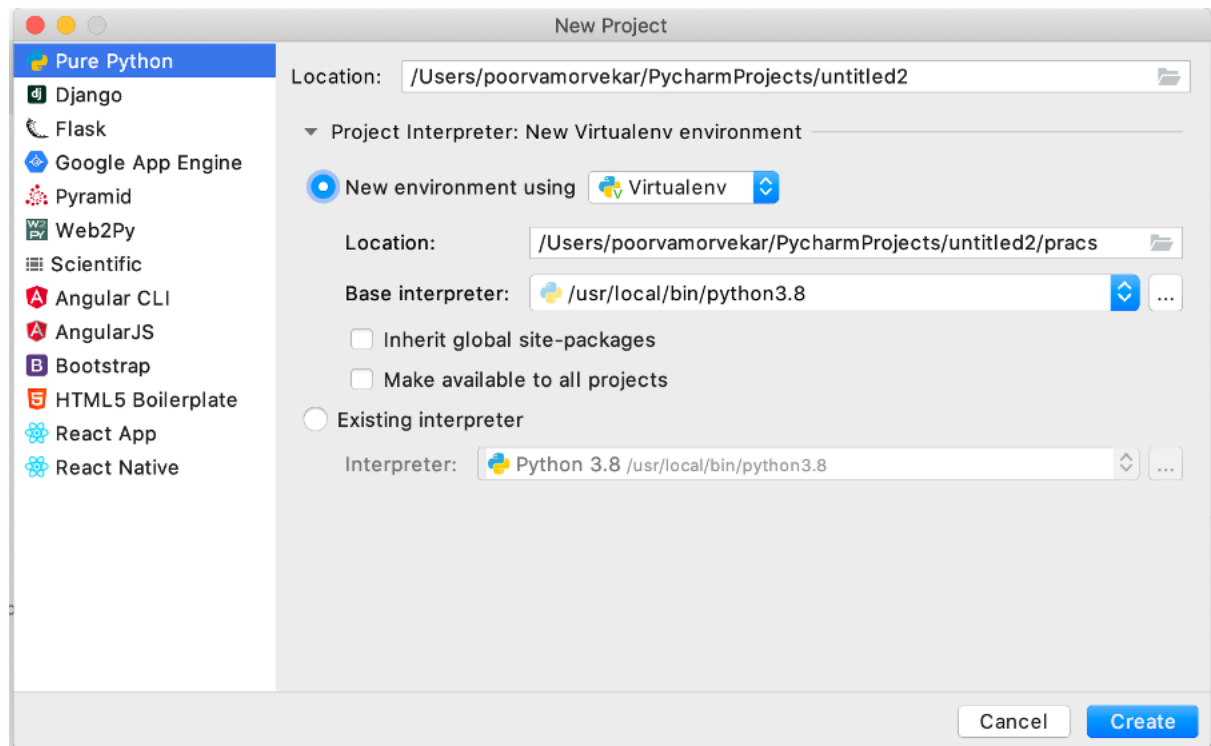 New Project
Pure Python
Django
Flask
Google App Engine
Pyramid
Web2Py
Scientific
Angular CLI
AngularJS
Bootstrap
HTML5 Boilerplate
React App
React Native
Location: /Users/poorvamorvekar/PycharmProjects/untitled2
Project Interpreter: New Virtualenv environment
New environment using Virtualenv
Location: /Users/poorvamorvekar/PycharmProjects/untitled2/pracs
Base interpreter: /usr/local/bin/python3.8 ...
Inherit global site-packages
Make available to all projects
Existing interpreter
Interpreter: Python 3.8 /usr/local/bin/python3.8 ...
Cancel Create